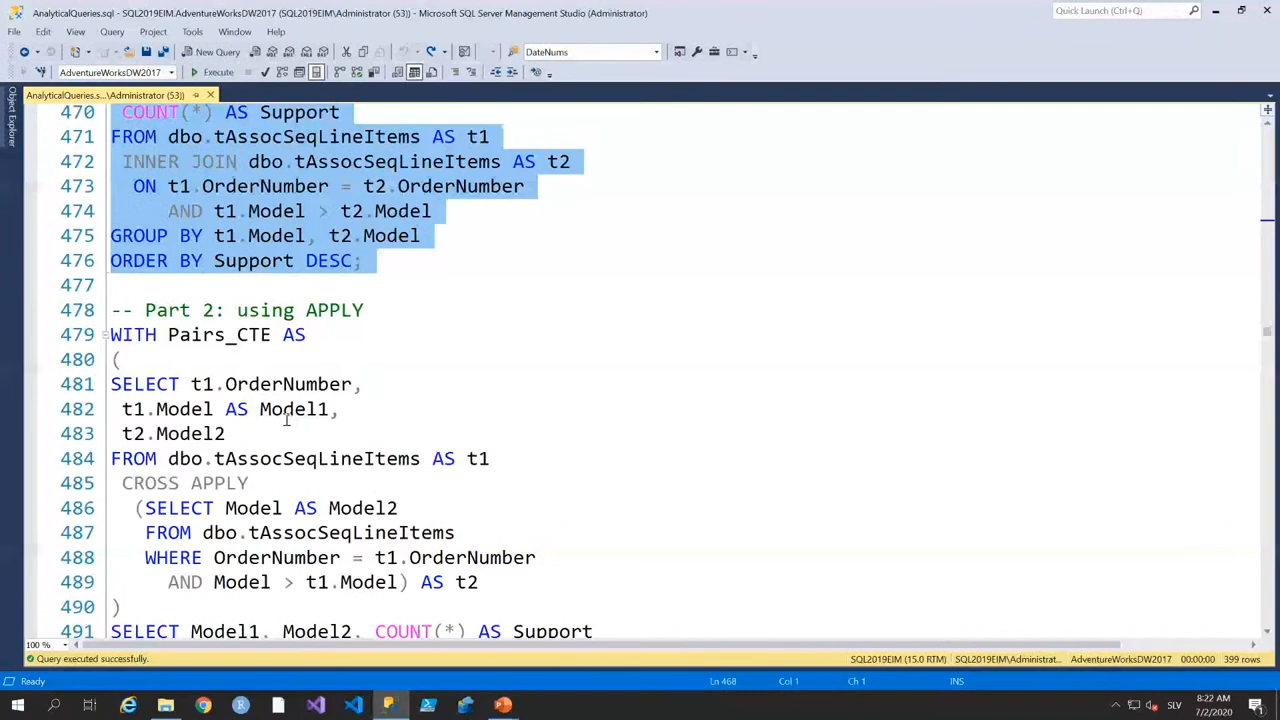 AnalyticalQueries.sql - SQL2019EIM.AdventureWorksDW2017 (SQL2019EIM\Administrator (53)) - Microsoft SQL Server Management Studio (Administrator)
Quick Launch (Ctrl+Q)
File Edit View Query Project Tools Window Help
New Query
DateNums
AdventureWorksDW2017
Execute
AnalyticalQueries.s...\Administrator (53))
Object Explorer
470 COUNT(*) AS Support
471 FROM dbo.tAssocSeqLineItems AS t1
472 INNER JOIN dbo.tAssocSeqLineItems AS t2
473 ON t1.OrderNumber = t2.OrderNumber
474 AND t1.Model > t2.Model
475 GROUP BY t1.Model, t2.Model
476 ORDER BY Support DESC;
477
478 -- Part 2: using APPLY
479 WITH Pairs_CTE AS
480 (
481 SELECT t1.OrderNumber,
482 t1.Model AS Model1,
483 t2.Model2
484 FROM dbo.tAssocSeqLineItems AS t1
485 CROSS APPLY
486 (SELECT Model AS Model2
487 FROM dbo.tAssocSeqLineItems
488 WHERE OrderNumber = t1.OrderNumber
489 AND Model > t1.Model) AS t2
490 )
491 SELECT Model1, Model2, COUNT(*) AS Support
100 %
Query executed successfully.
SQL2019EIM (15.0 RTM)
SQL2019EIM\Administrat...
AdventureWorksDW2017
00:00:00
399 rows
Ready
Ln 468
Col 1
Ch 1
INS
SLV
8:22 AM
7/2/2020